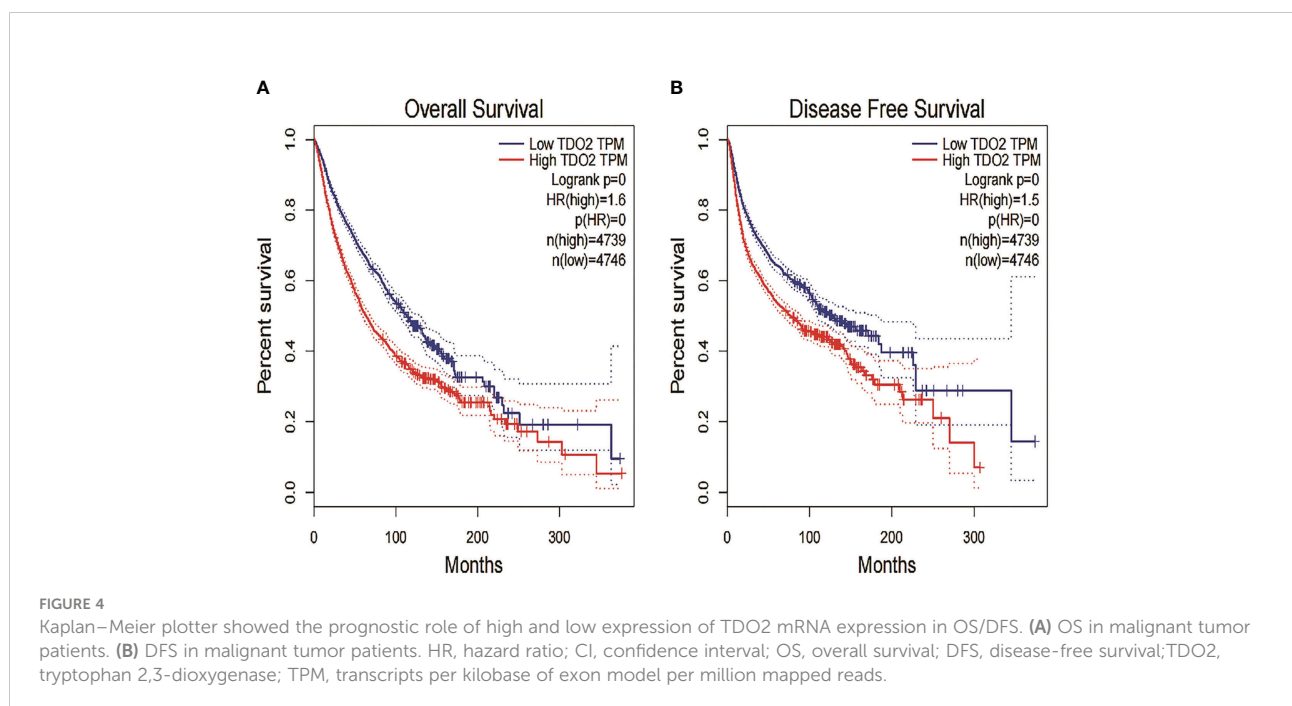 A
Overall Survival
Percent survival
1.0
0.8
0.6
0.4
0.2
0.0
Low TDO2 TPM
High TDO2 TPM
Logrank p=0
HR(high)=1.6
p(HR)=0
n(high)=4739
n(low)=4746
0 100 200 300
Months
B
Disease Free Survival
Percent survival
1.0
0.8
0.6
0.4
0.2
0.0
Low TDO2 TPM
High TDO2 TPM
Logrank p=0
HR(high)=1.5
p(HR)=0
n(high)=4739
n(low)=4746
0 100 200 300
Months
FIGURE 4
Kaplan–Meier plotter showed the prognostic role of high and low expression of TDO2 mRNA expression in OS/DFS. (A) OS in malignant tumor
patients. (B) DFS in malignant tumor patients. HR, hazard ratio; CI, confidence interval; OS, overall survival; DFS, disease-free survival;TDO2,
tryptophan 2,3-dioxygenase; TPM, transcripts per kilobase of exon model per million mapped reads.